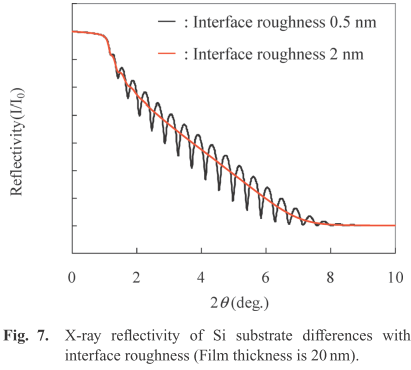 : Interface roughness 0.5 nm
: Interface roughness 2 nm
Reflectivity(I/I₀)
0 2 4 6 8 10
2θ(deg.)
Fig. 7. X-ray reflectivity of Si substrate differences with
interface roughness (Film thickness is 20 nm).